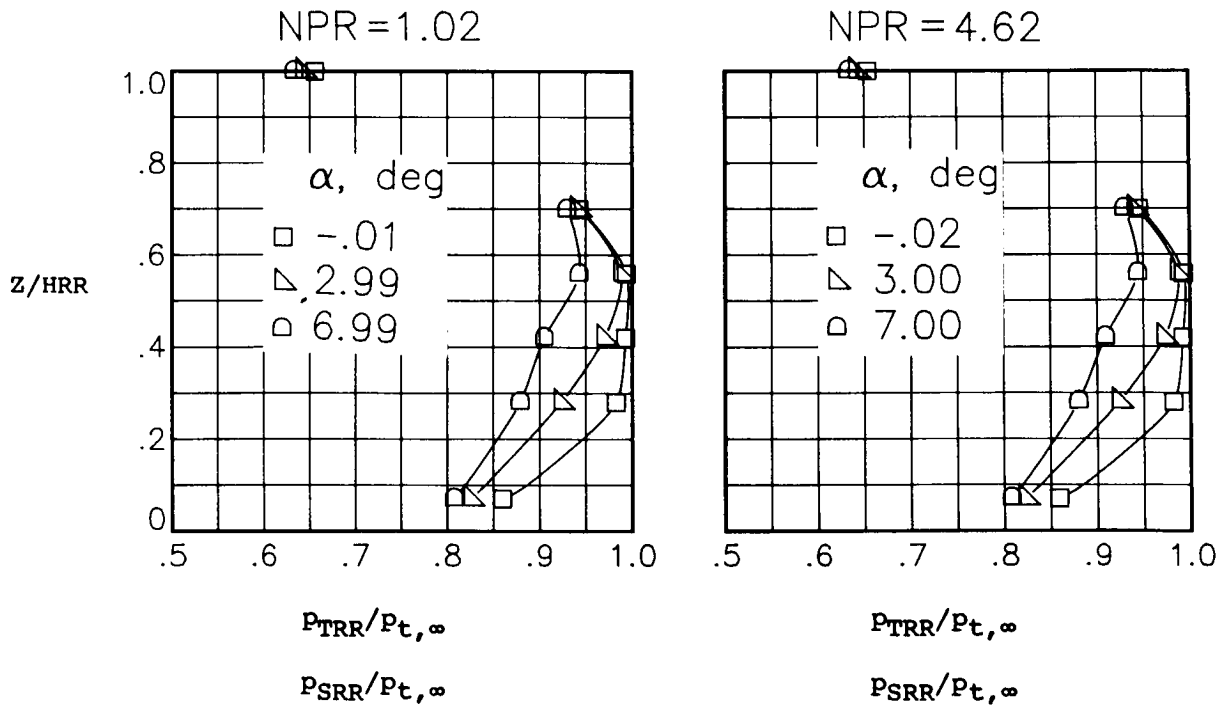 NPR=1.02
NPR=4.62
1.0
.8
.6
.4
.2
0
Z/HRR
α, deg
-.01
2.99
6.99
α, deg
-.02
3.00
7.00
.5 .6 .7 .8 .9 1.0
.5 .6 .7 .8 .9 1.0
pTRR/pt,∞
pTRR/pt,∞
pSRR/pt,∞
pSRR/pt,∞